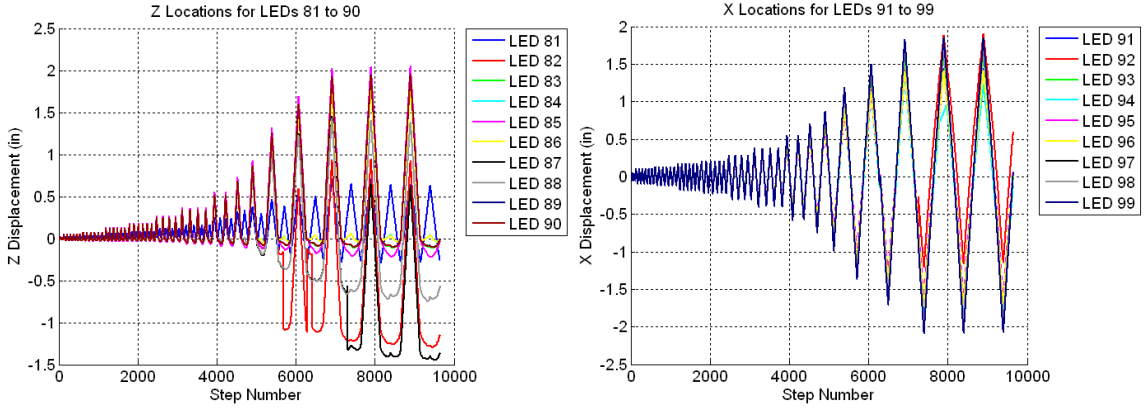 Z Locations for LEDs 81 to 90
2.5
2
1.5
1
0.5
0
-0.5
-1
-1.5
Z Displacement (in)
0
2000
4000
6000
8000
10000
Step Number
LED 81
LED 82
LED 83
LED 84
LED 85
LED 86
LED 87
LED 88
LED 89
LED 90
X Locations for LEDs 91 to 99
2
1.5
1
0.5
0
-0.5
-1
-1.5
-2
-2.5
X Displacement (in)
0
2000
4000
6000
8000
10000
Step Number
LED 91
LED 92
LED 93
LED 94
LED 95
LED 96
LED 97
LED 98
LED 99